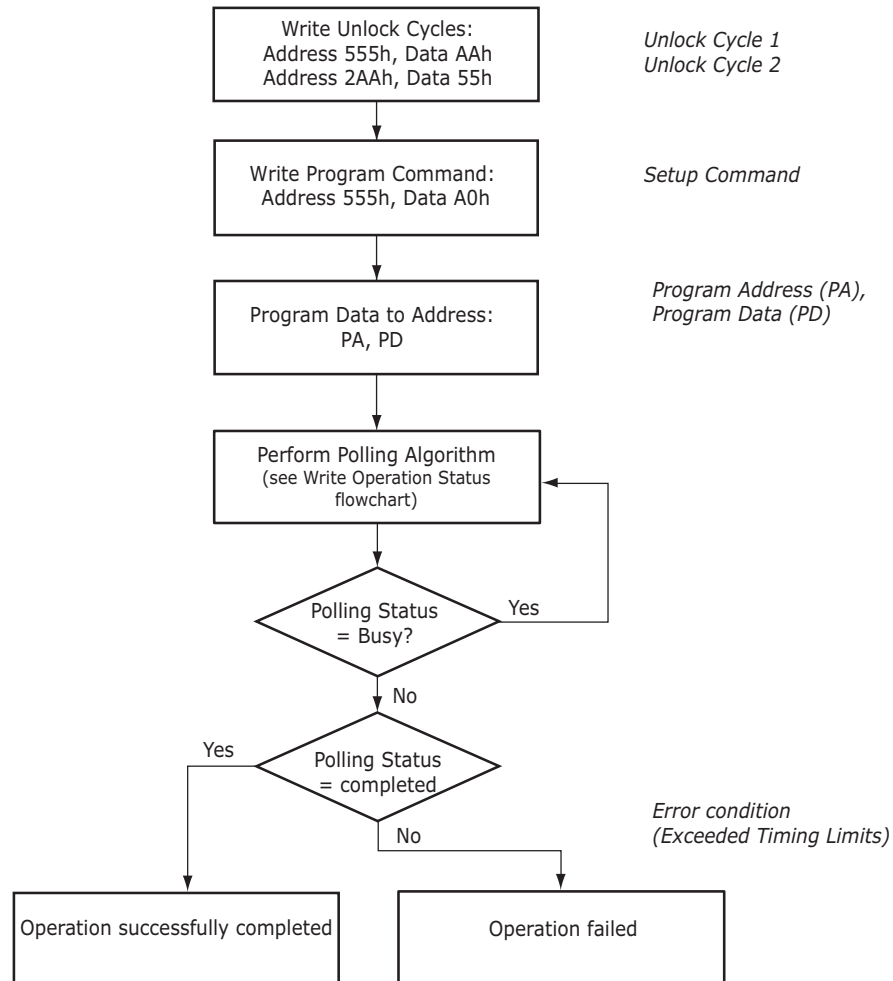 Write Unlock Cycles:
Address 555h, Data AAh
Address 2AAh, Data 55h
Unlock Cycle 1
Unlock Cycle 2
Write Program Command:
Address 555h, Data A0h
Setup Command
Program Data to Address:
PA, PD
Program Address (PA),
Program Data (PD)
Perform Polling Algorithm
(see Write Operation Status
flowchart)
Polling Status
= Busy?
Yes
No
Polling Status
= completed
Yes
No
Error condition
(Exceeded Timing Limits)
Operation successfully completed
Operation failed